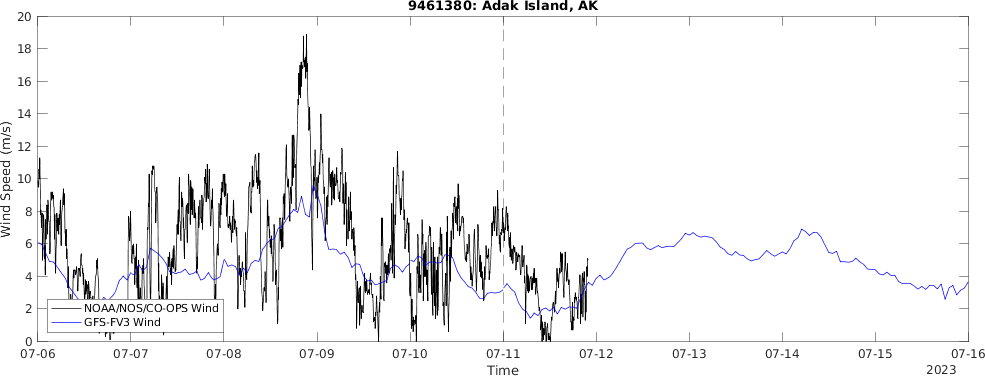 9461380: Adak Island, AK
Wind Speed (m/s)
20
18
16
14
12
10
8
6
4
2
0
NOAA/NOS/CO-OPS Wind
GFS-FV3 Wind
07-06 07-07 07-08 07-09 07-10 07-11 07-12 07-13 07-14 07-15 07-16
Time
2023